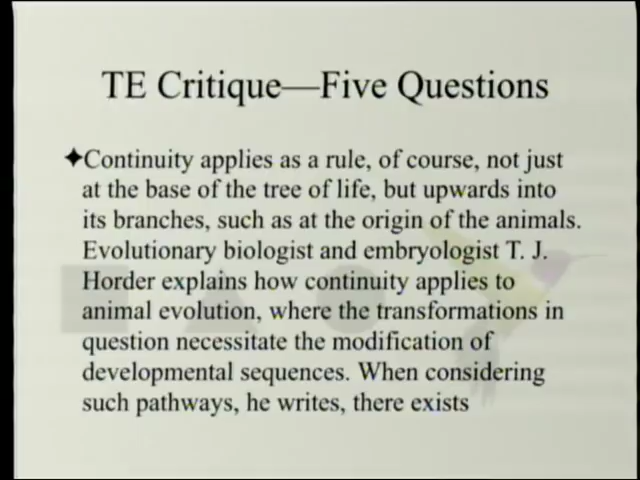 TE Critique—Five Questions
✦Continuity applies as a rule, of course, not just
at the base of the tree of life, but upwards into
its branches, such as at the origin of the animals.
Evolutionary biologist and embryologist T. J.
Horder explains how continuity applies to
animal evolution, where the transformations in
question necessitate the modification of
developmental sequences. When considering
such pathways, he writes, there exists